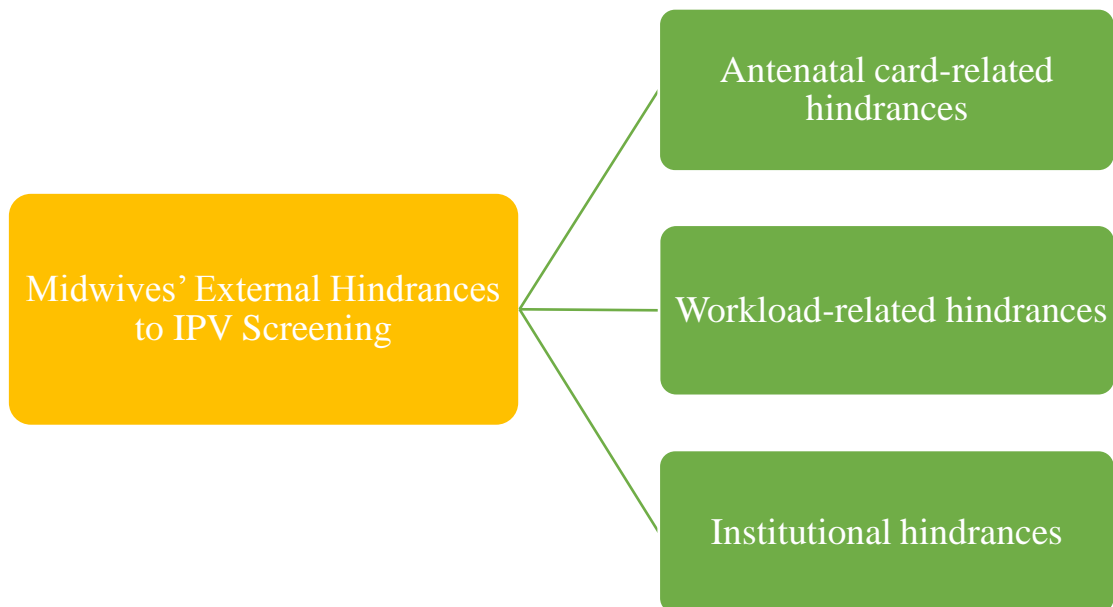 Antenatal card-related
hindrances
Midwives’ External Hindrances
to IPV Screening
Workload-related hindrances
Institutional hindrances